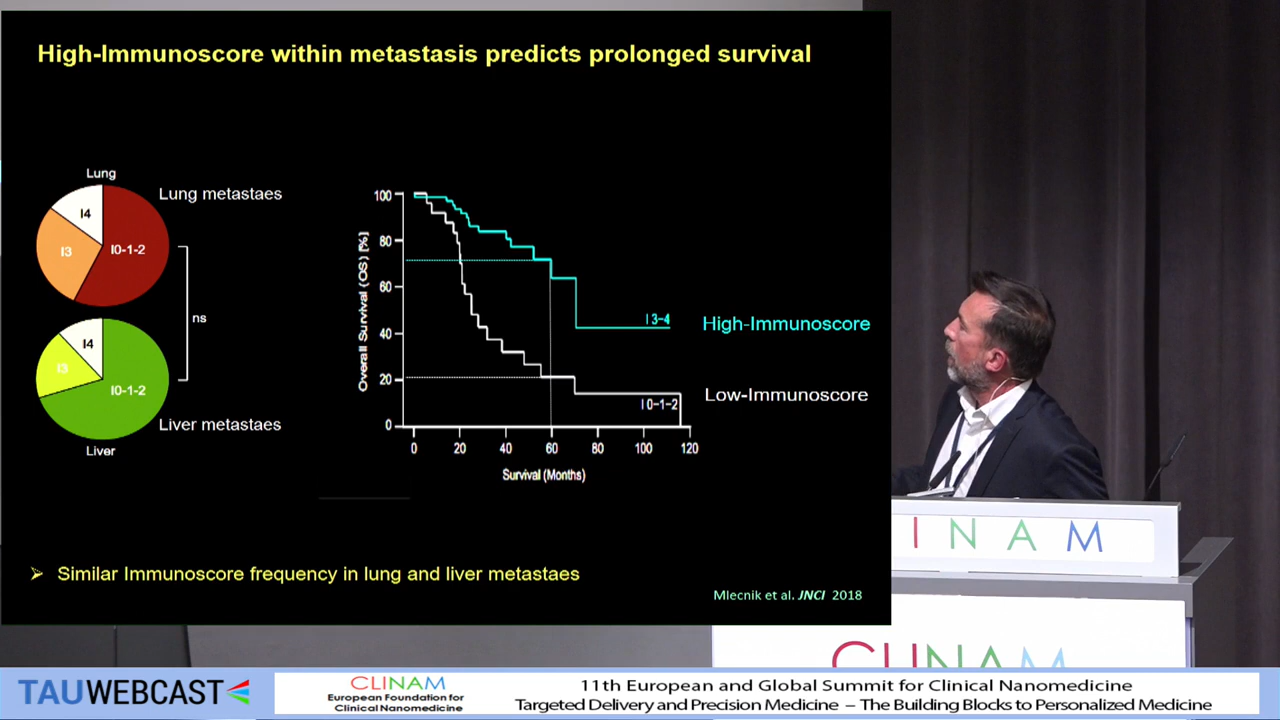 High-Immunoscore within metastasis predicts prolonged survival
Lung
Lung metastaes
I4
I3
I0-1-2
ns
I4
I3
I0-1-2
Liver metastaes
Liver
Overall Survival (OS) [%]
100
80
60
40
20
0
0 20 40 60 80 100 120
Survival (Months)
I 3-4
High-Immunoscore
I 0-1-2
Low-Immunoscore
Similar Immunoscore frequency in lung and liver metastaes
Mlecnik et al. JNCI 2018
INAM
CLINAM
TAUWEBCAST
CLINAM
European Foundation for
Clinical Nanomedicine
11th European and Global Summit for Clinical Nanomedicine
Targeted Delivery and Precision Medicine – The Building Blocks to Personalized Medicine